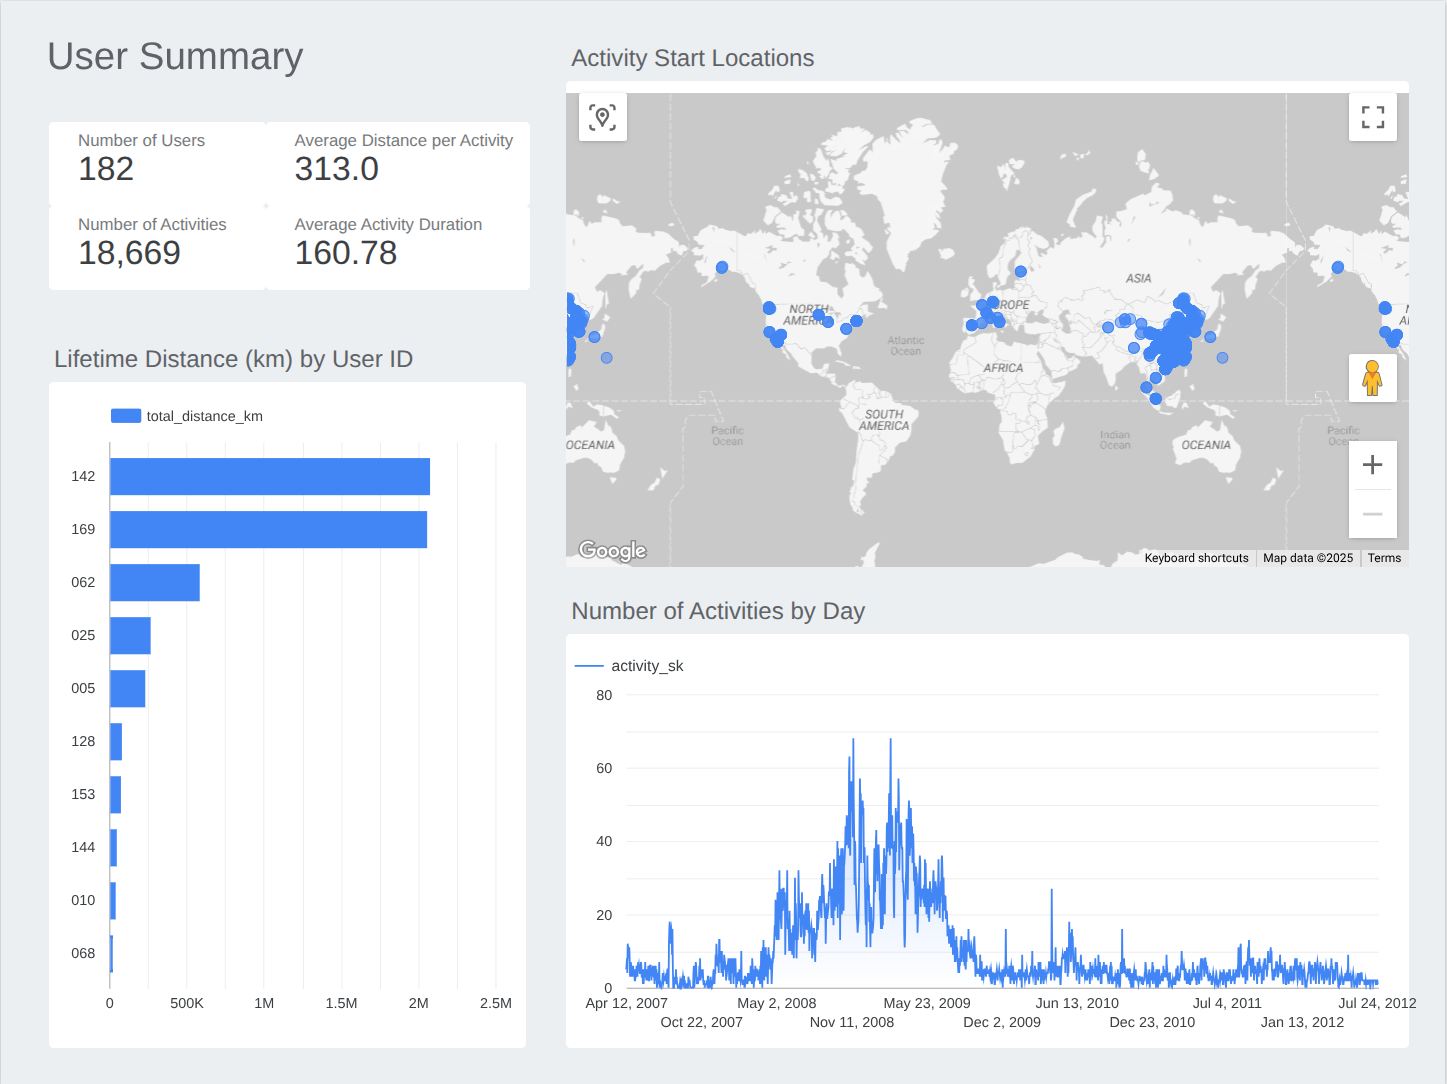 User Summary
Number of Users
182
Average Distance per Activity
313.0
Number of Activities
18,669
Average Activity Duration
160.78
Lifetime Distance (km) by User ID
total_distance_km
142
169
062
025
005
128
153
144
010
068
0
500K
1M
1.5M
2M
2.5M
Activity Start Locations
NORTH
AMERI
ROPE
ASIA
N
A
Atlantic
Ocean
AFRICA
SOUTH
AMERICA
Pacific
Ocean
Indian
Ocean
Pacific
Ocean
OCEANIA
OCEANIA
Google
Keyboard shortcuts
Map data ©2025
Terms
Number of Activities by Day
activity_sk
80
60
40
20
0
Apr 12, 2007
Oct 22, 2007
May 2, 2008
Nov 11, 2008
May 23, 2009
Dec 2, 2009
Jun 13, 2010
Dec 23, 2010
Jul 4, 2011
Jan 13, 2012
Jul 24, 2012